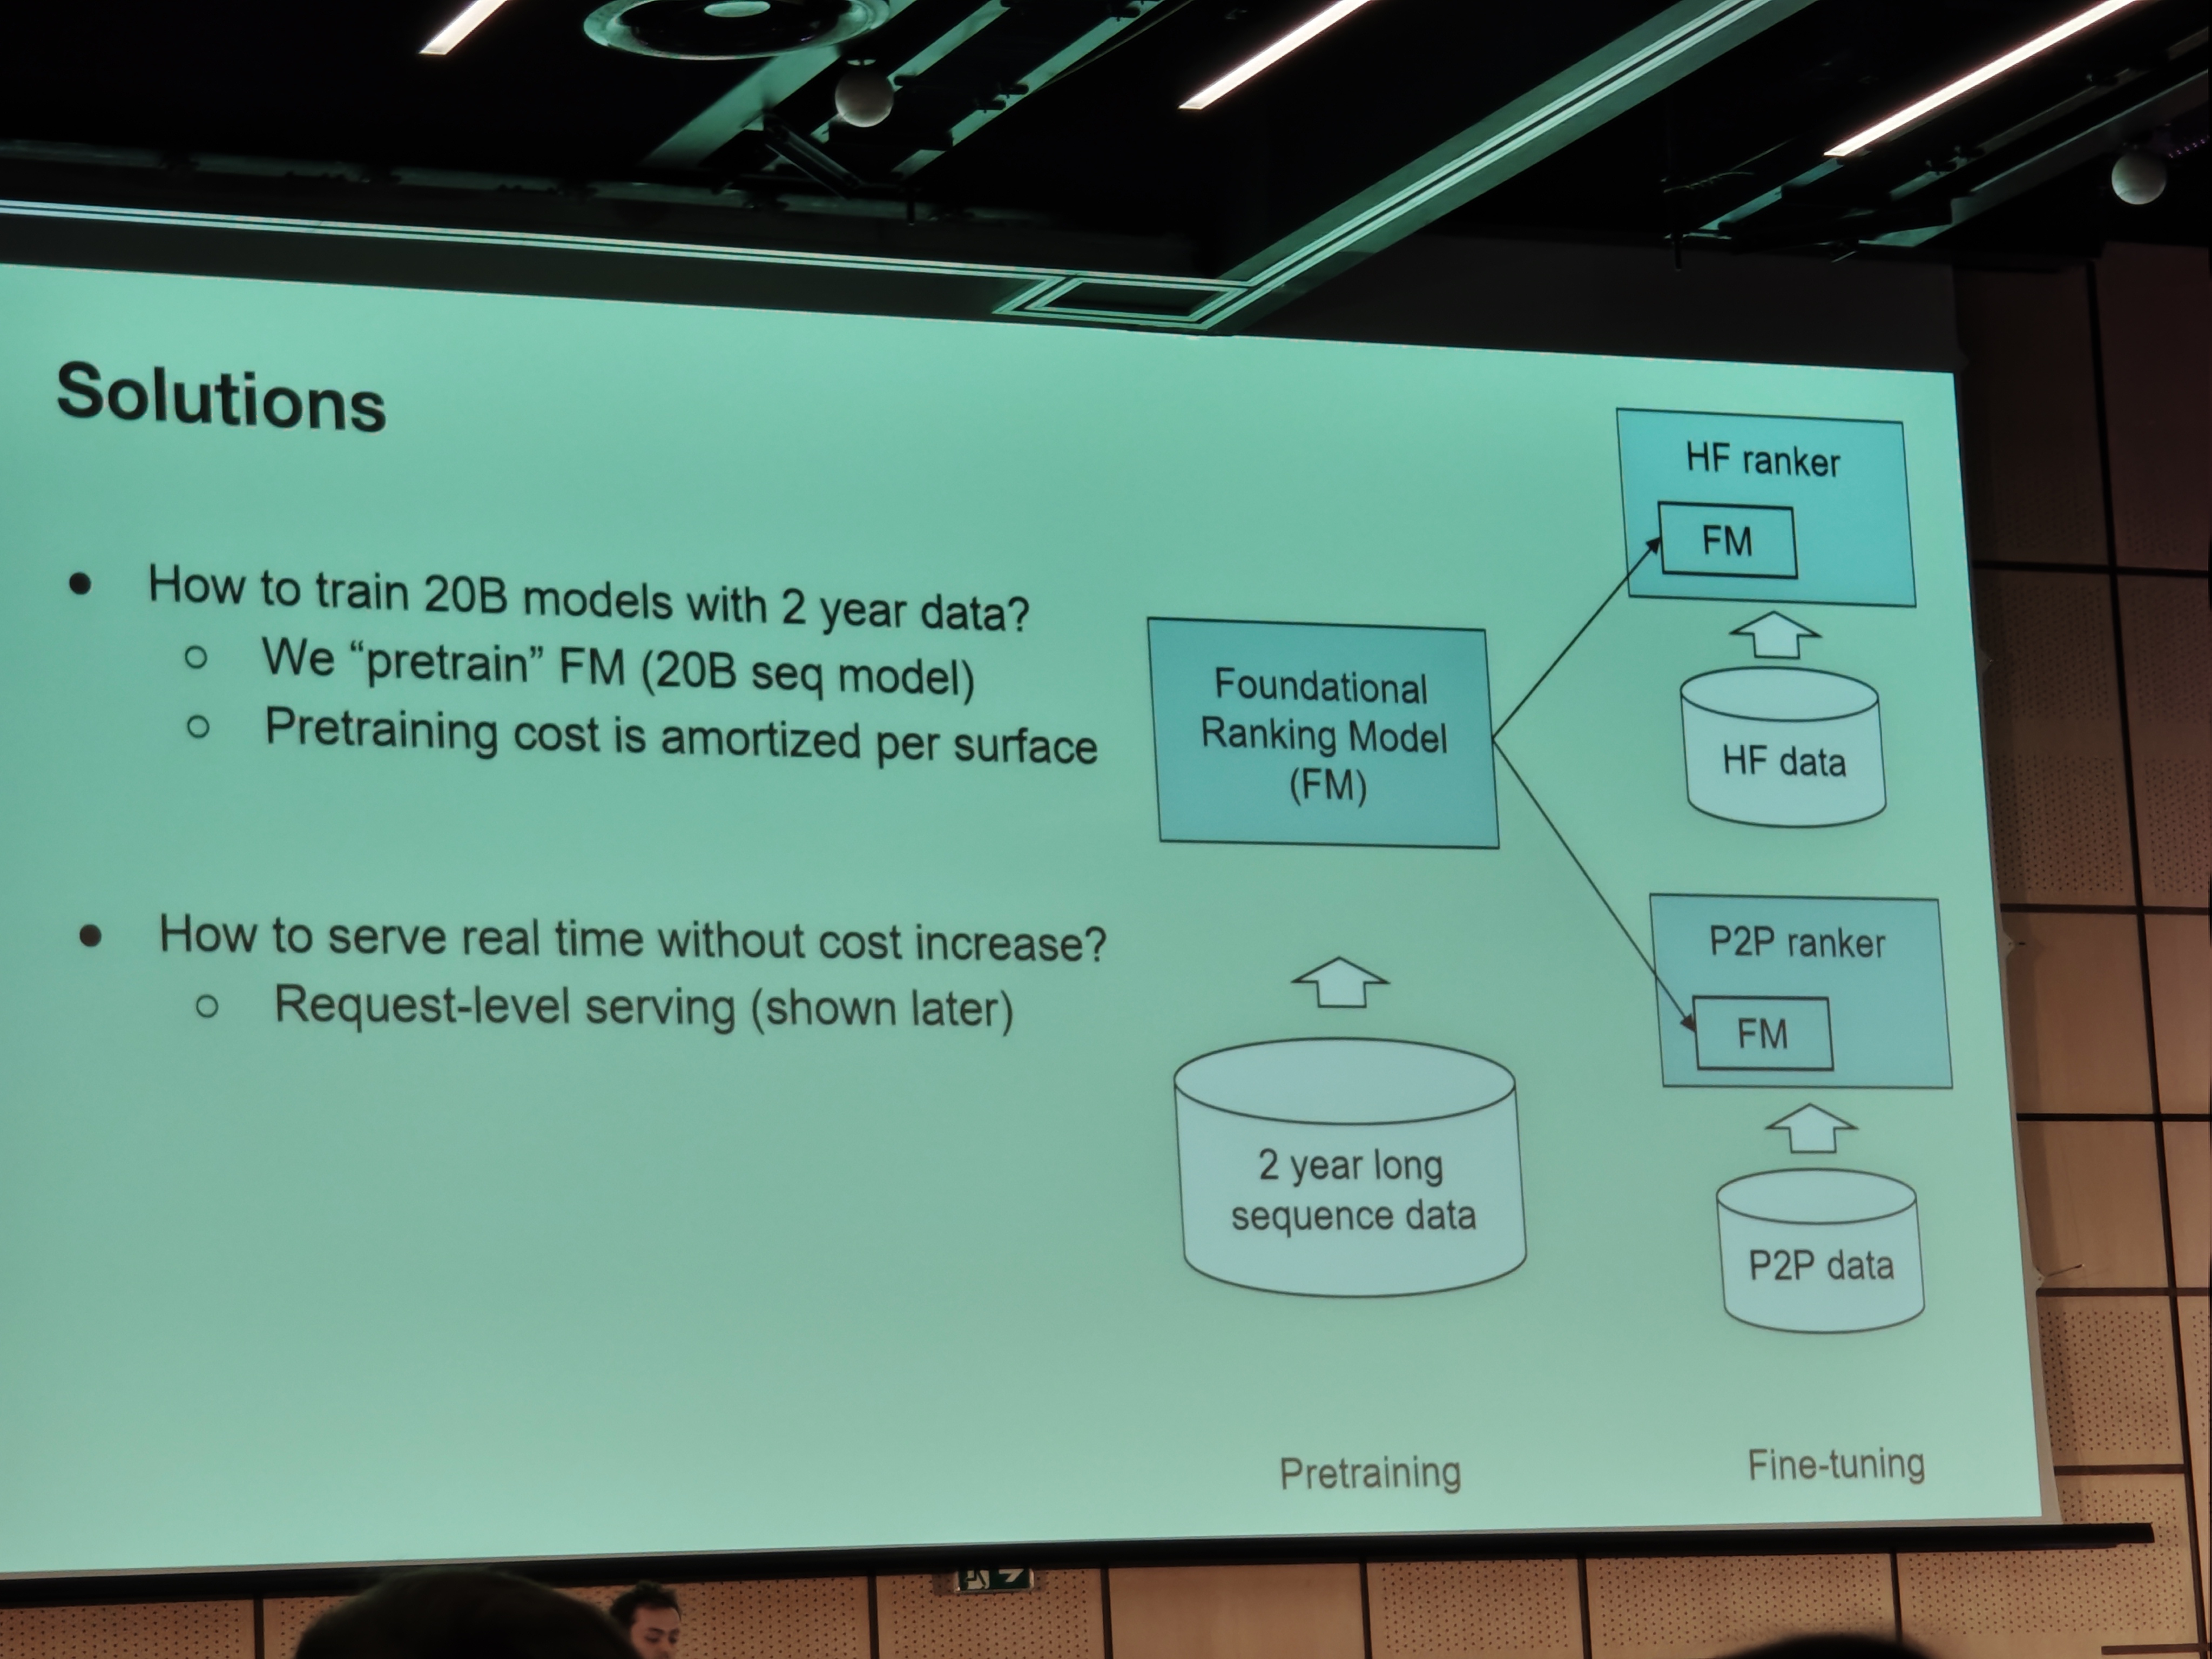 Solutions
● How to train 20B models with 2 year data?
○ We “pretrain” FM (20B seq model)
○ Pretraining cost is amortized per surface
● How to serve real time without cost increase?
○ Request-level serving (shown later)
Foundational
Ranking Model
(FM)
2 year long
sequence data
Pretraining
HF ranker
FM
HF data
P2P ranker
FM
P2P data
Fine-tuning